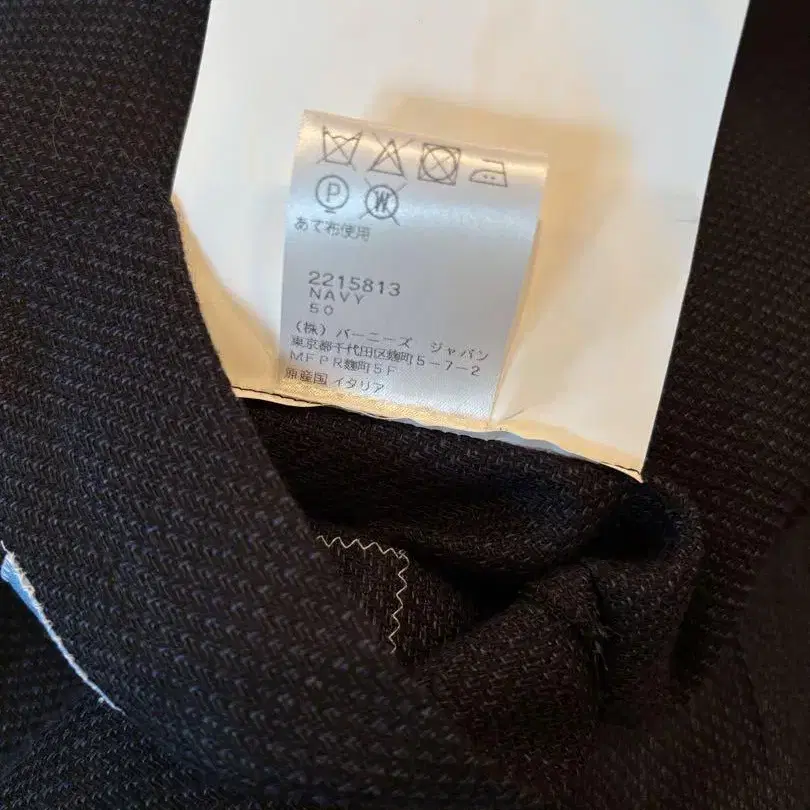 P W
あて布使用
2215813
NAVY
50
(株) バーニーズ ジャパン
東京都千代田区麹町5-7-2
MFPR麹町5F
原産国 イタリア